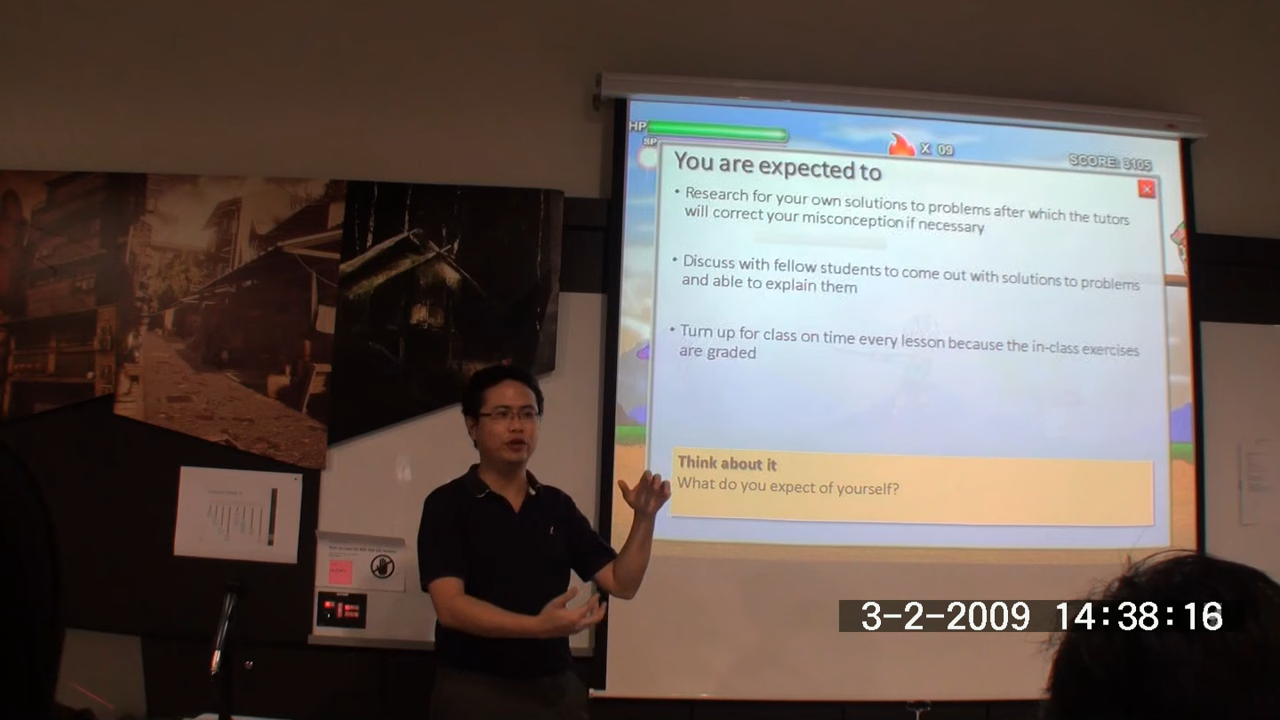 HP
SP
X 09
SCORE: 3105
You are expected to
• Research for your own solutions to problems after which the tutors
will correct your misconception if necessary
• Discuss with fellow students to come out with solutions to problems
and able to explain them
• Turn up for class on time every lesson because the in-class exercises
are graded
Think about it
What do you expect of yourself?
3-2-2009 14:38:16